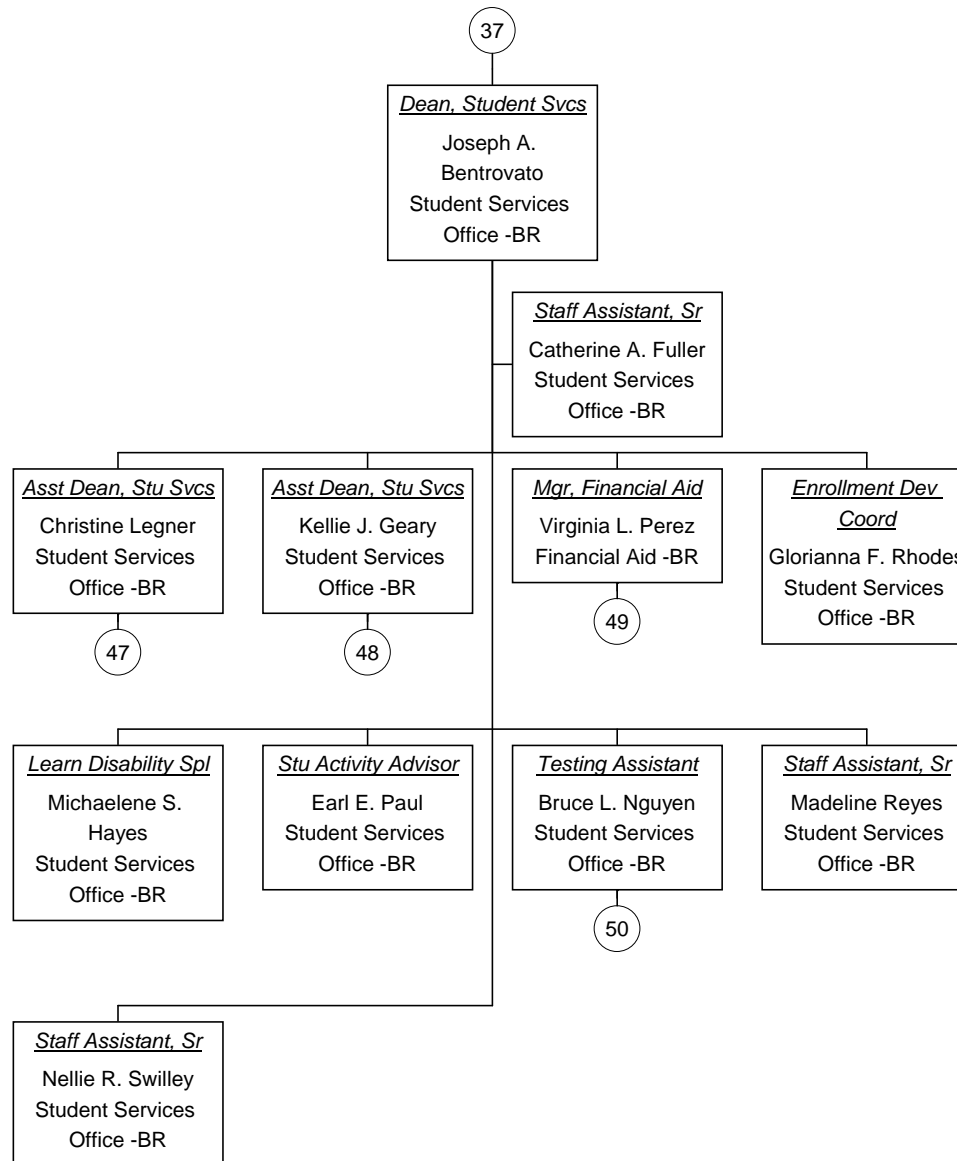 37
Dean, Student Svcs
Joseph A.
Bentrovato
Student Services
Office -BR
Staff Assistant, Sr
Catherine A. Fuller
Student Services
Office -BR
Asst Dean, Stu Svcs
Christine Legner
Student Services
Office -BR
47
Asst Dean, Stu Svcs
Kellie J. Geary
Student Services
Office -BR
48
Mgr, Financial Aid
Virginia L. Perez
Financial Aid -BR
49
Enrollment Dev
Coord
Glorianna F. Rhodes
Student Services
Office -BR
Learn Disability Spl
Michaelene S.
Hayes
Student Services
Office -BR
Stu Activity Advisor
Earl E. Paul
Student Services
Office -BR
Testing Assistant
Bruce L. Nguyen
Student Services
Office -BR
50
Staff Assistant, Sr
Madeline Reyes
Student Services
Office -BR
Staff Assistant, Sr
Nellie R. Swilley
Student Services
Office -BR